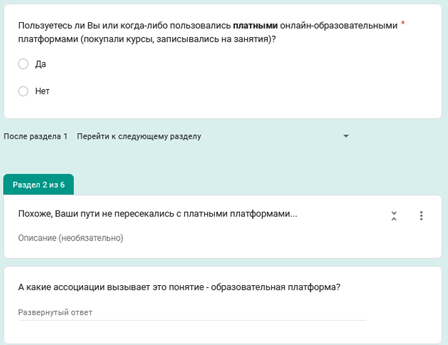 Пользуетесь ли Вы или когда-либо пользовались платными онлайн-образовательными *
платформами (покупали курсы, записывались на занятия)?
Да
Нет
После раздела 1 Перейти к следующему разделу
Раздел 2 из 6
Похоже, Ваши пути не пересекались с платными платформами...
Описание (необязательно)
А какие ассоциации вызывает это понятие - образовательная платформа?
Развернутый ответ